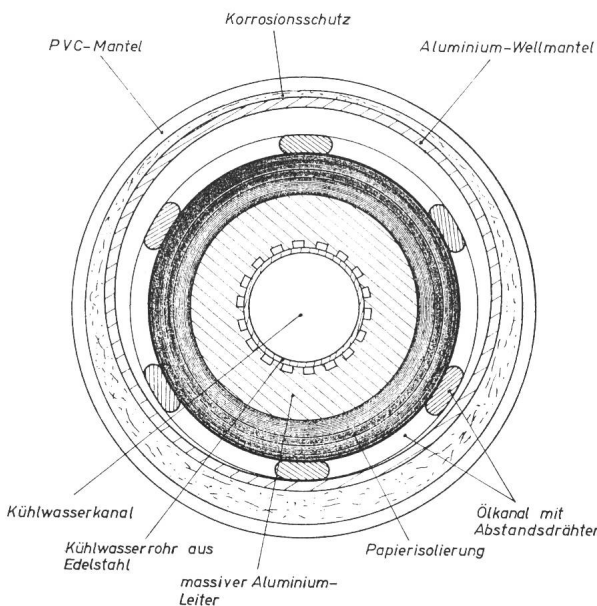 Korrosionsschutz
PVC-Mantel
Aluminium-Wellmantel
Kühlwasserkanal
Kühlwasserrohr aus
Edelstahl
massiver Aluminium-
Leiter
Papierisolierung
Ölkanal mit
Abstandsdrähten